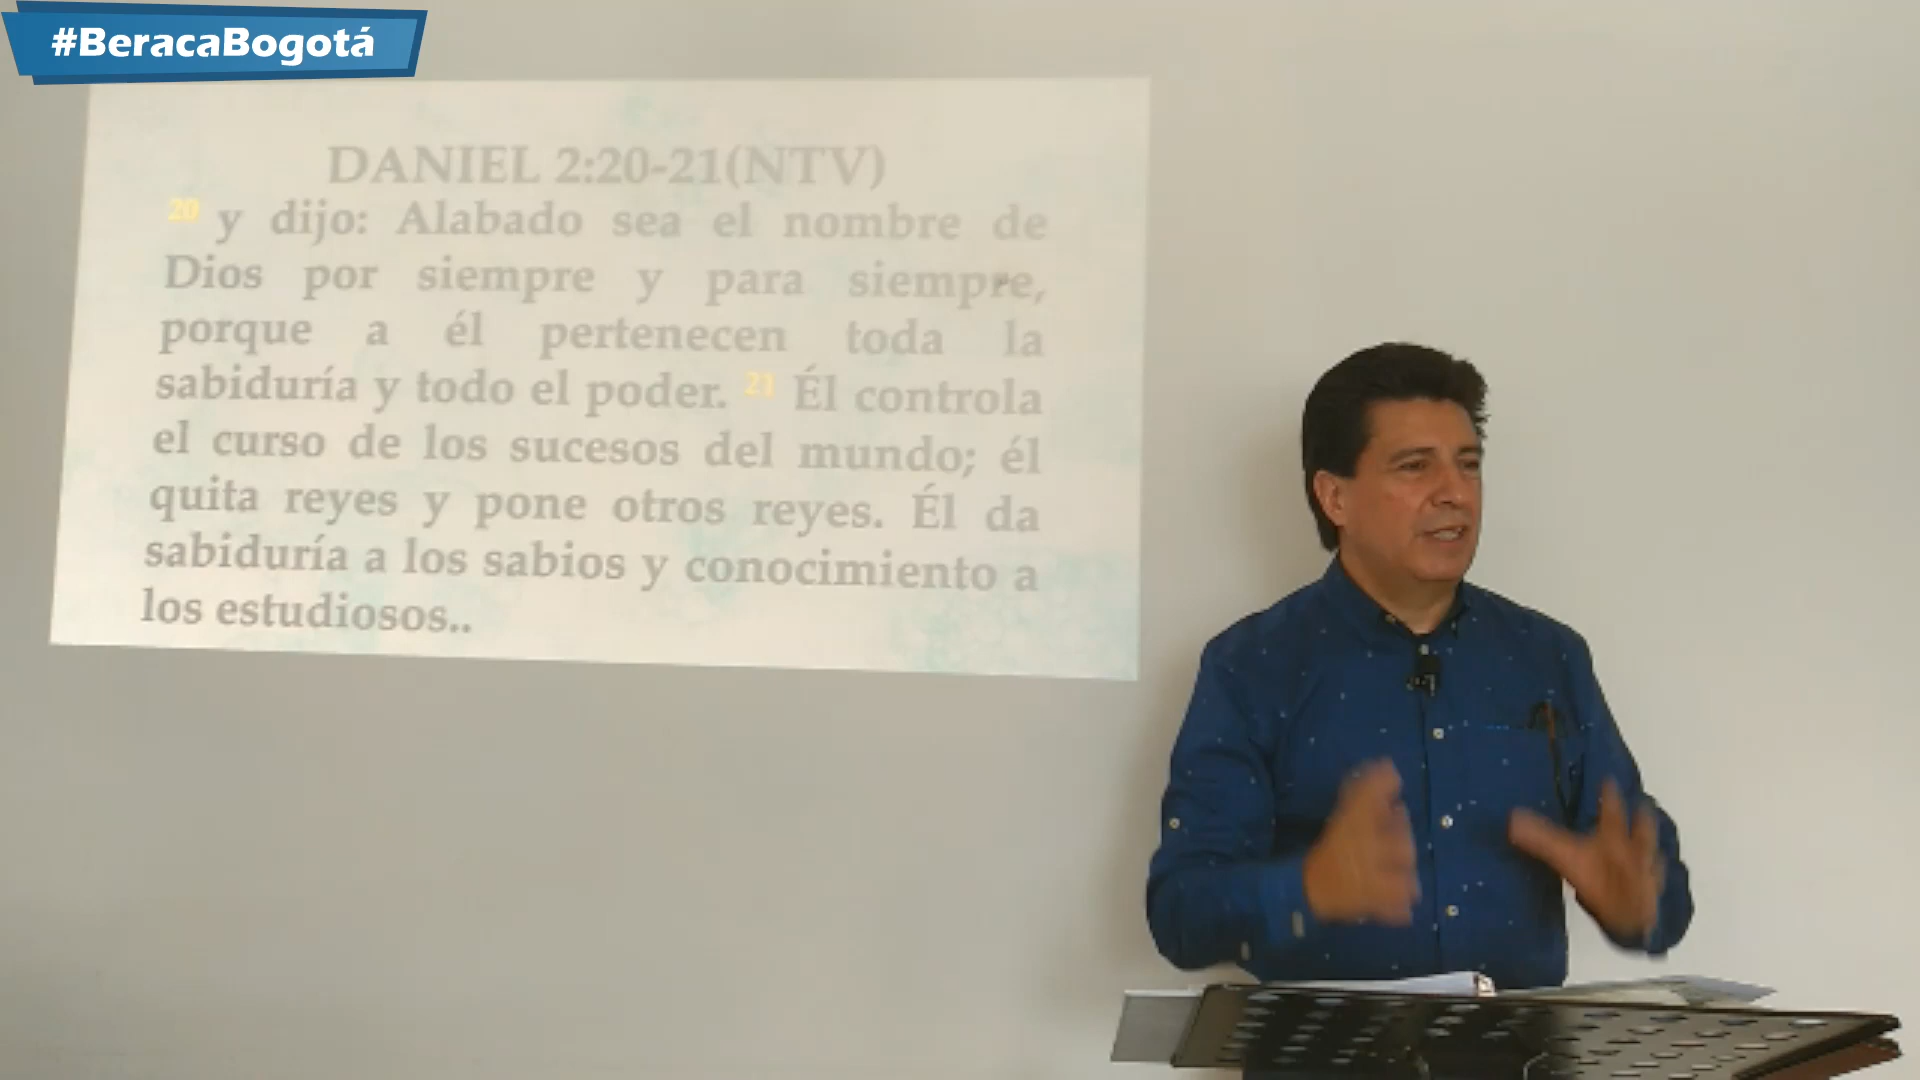 #BeracaBogotá
DANIEL 2:20-21(NTV)
20 y dijo: Alabado sea el nombre de
Dios por siempre y para siempre,
porque a él pertenecen toda la
sabiduría y todo el poder. 21 Él controla
el curso de los sucesos del mundo; él
quita reyes y pone otros reyes. Él da
sabiduría a los sabios y conocimiento a
los estudiosos..